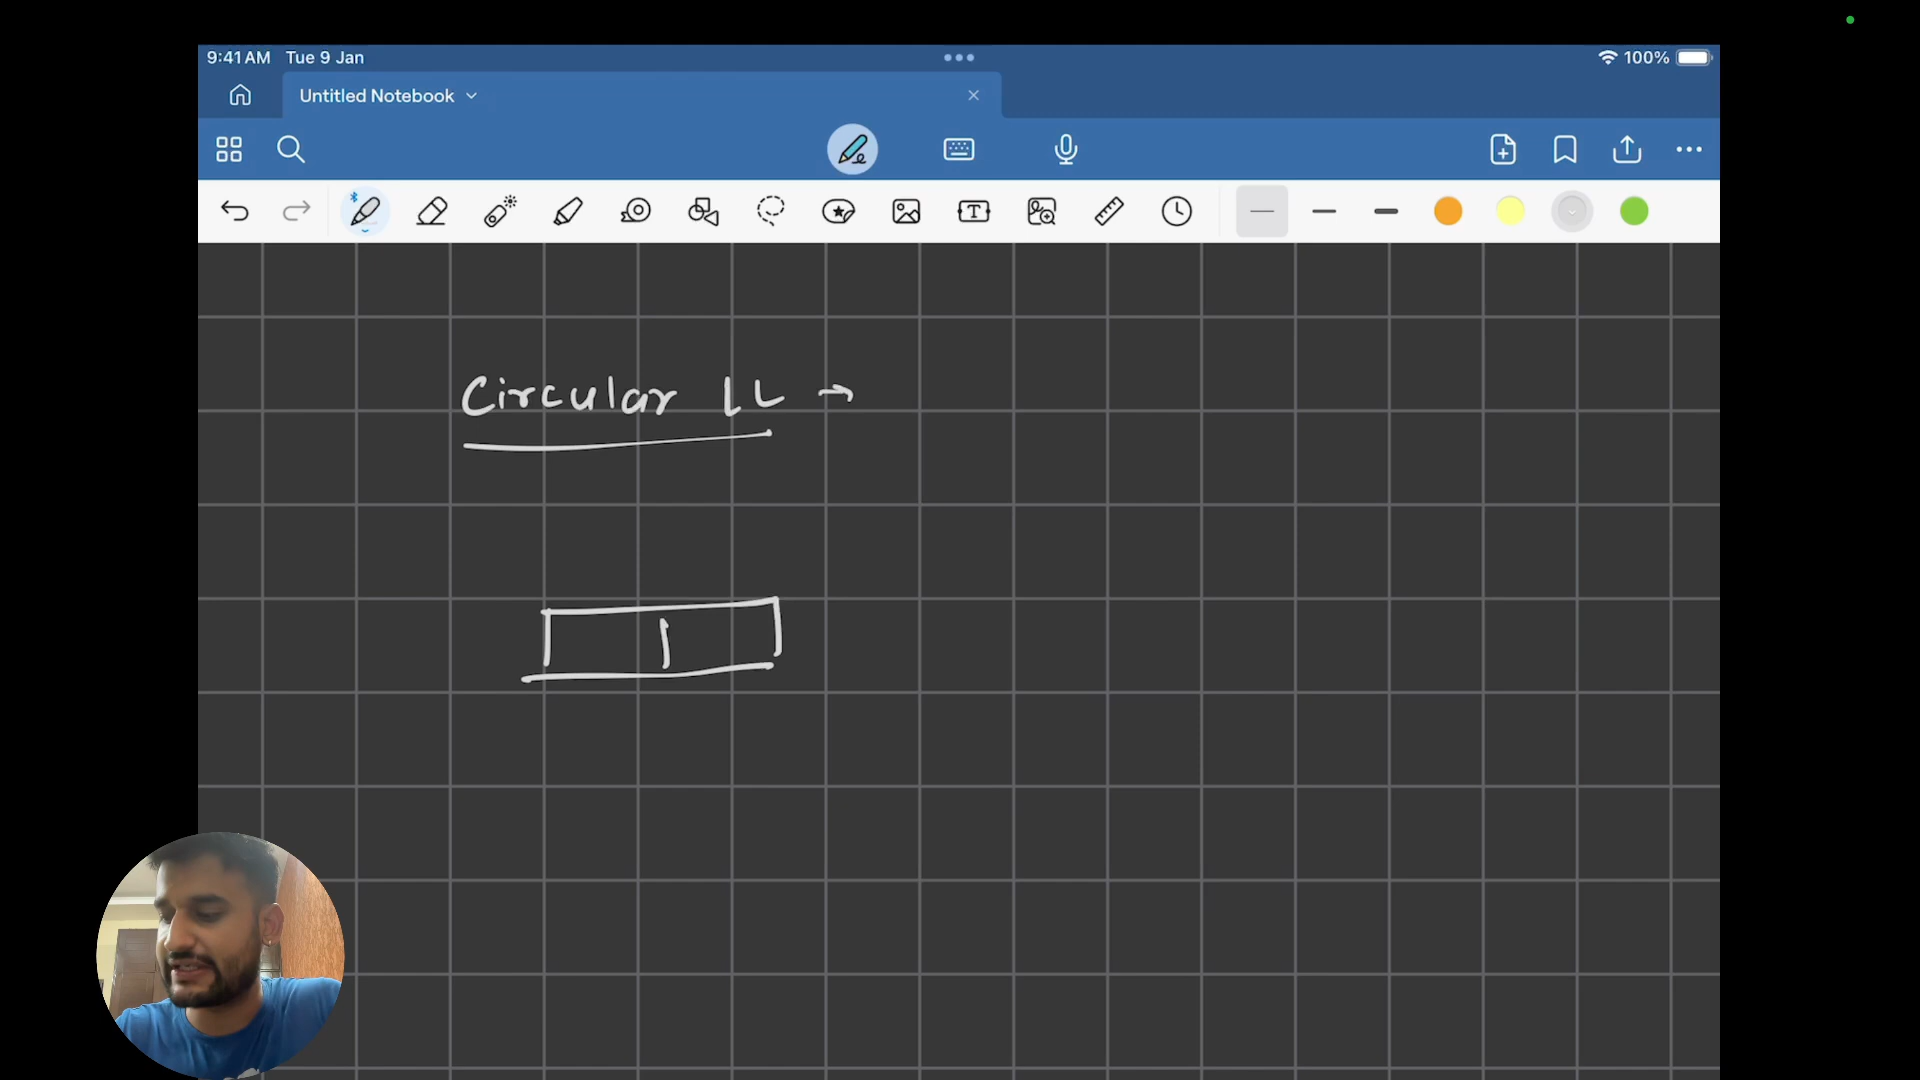 9:41 AM Tue 9 Jan
100%
Untitled Notebook
Circular LL →